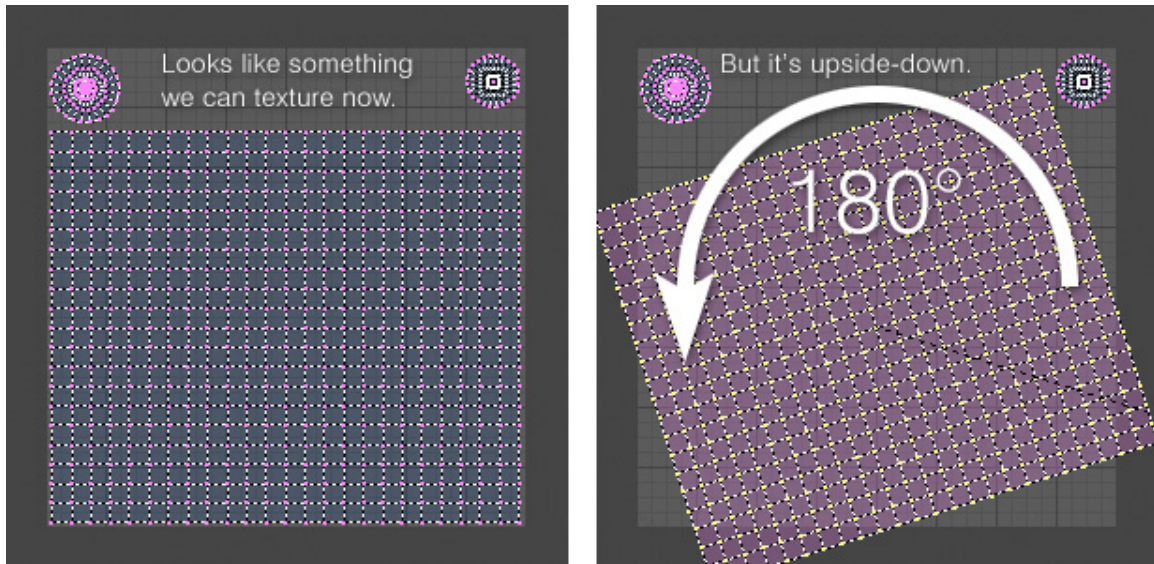 Looks like something
we can texture now.
But it's upside-down.
180°